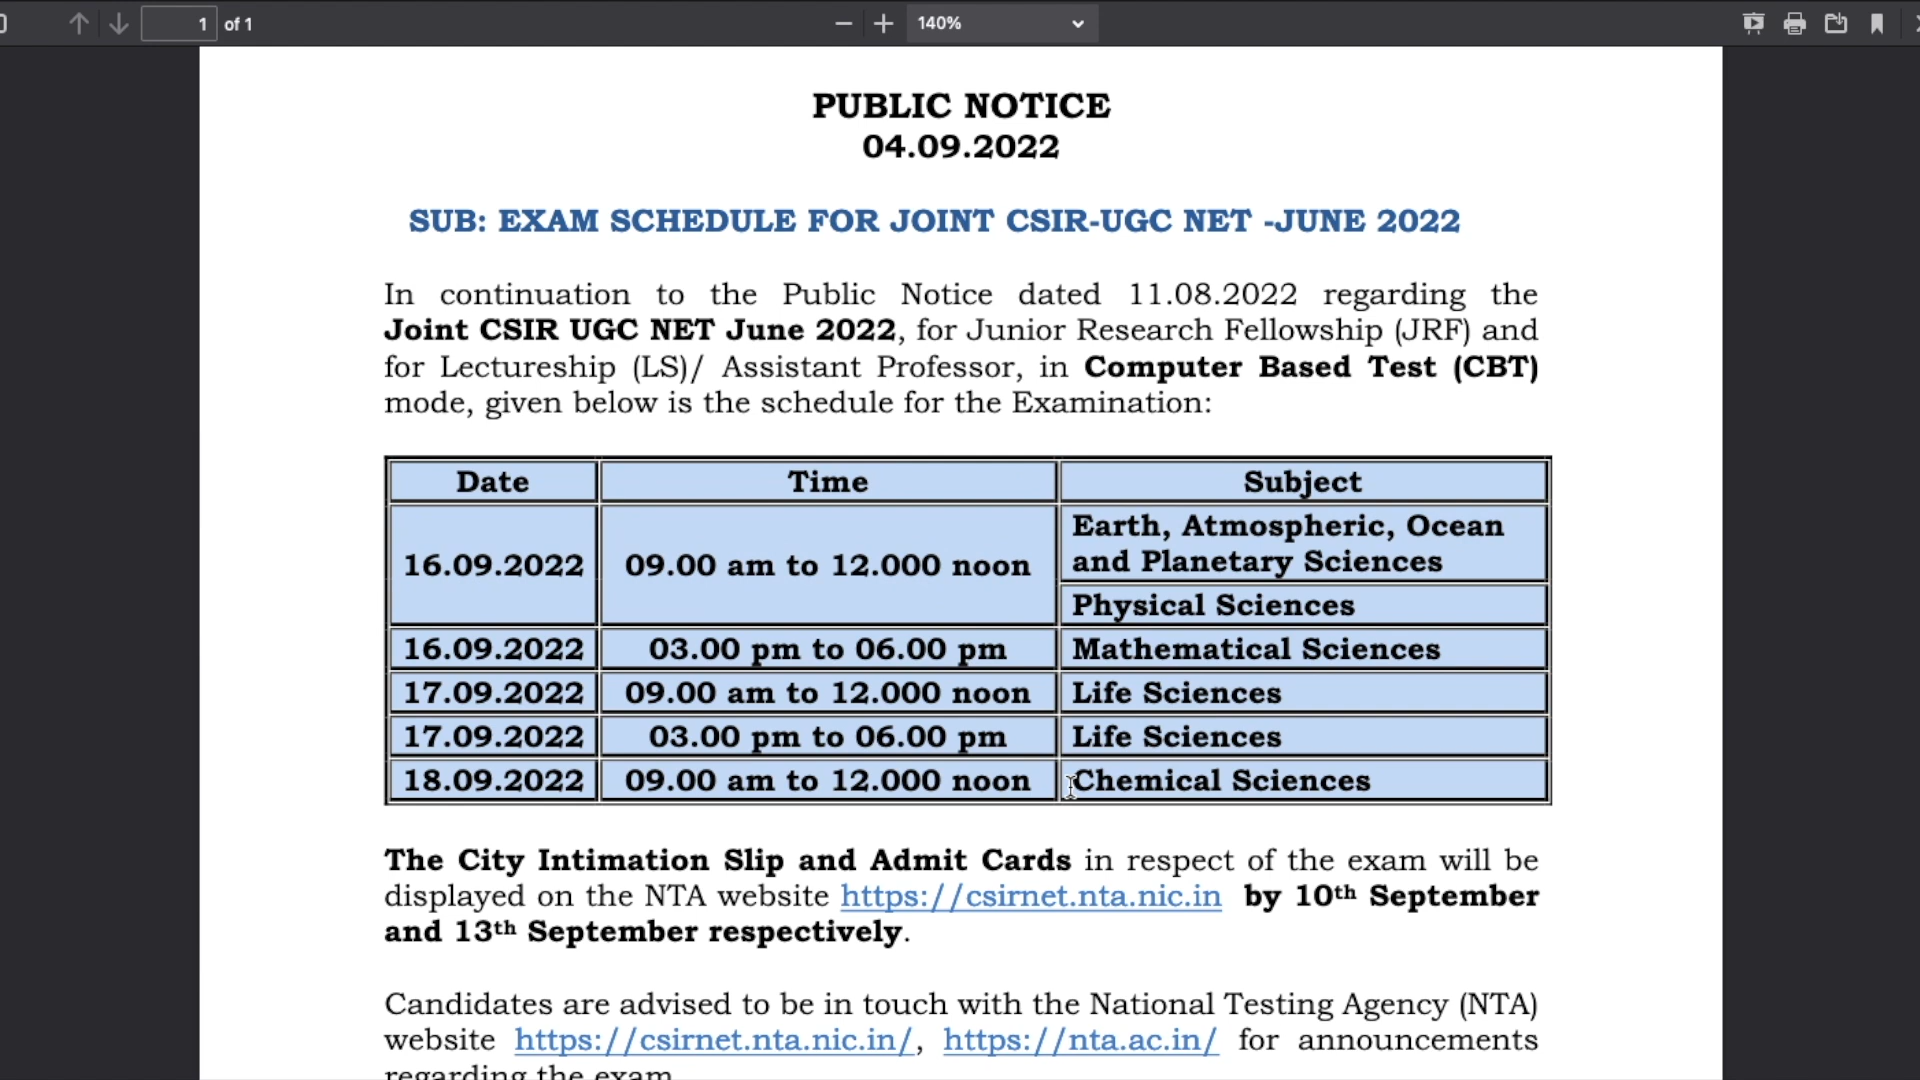 1 of 1
140%
PUBLIC NOTICE
04.09.2022
SUB: EXAM SCHEDULE FOR JOINT CSIR-UGC NET -JUNE 2022
In continuation to the Public Notice dated 11.08.2022 regarding the
Joint CSIR UGC NET June 2022, for Junior Research Fellowship (JRF) and
for Lectureship (LS)/ Assistant Professor, in Computer Based Test (CBT)
mode, given below is the schedule for the Examination:
Date Time Subject
16.09.2022 09.00 am to 12.000 noon Earth, Atmospheric, Ocean
and Planetary Sciences
Physical Sciences
16.09.2022 03.00 pm to 06.00 pm Mathematical Sciences
17.09.2022 09.00 am to 12.000 noon Life Sciences
17.09.2022 03.00 pm to 06.00 pm Life Sciences
18.09.2022 09.00 am to 12.000 noon Chemical Sciences
The City Intimation Slip and Admit Cards in respect of the exam will be
displayed on the NTA website https://csirnet.nta.nic.in by 10th September
and 13th September respectively.
Candidates are advised to be in touch with the National Testing Agency (NTA)
website https://csirnet.nta.nic.in/, https://nta.ac.in/ for announcements
regarding the exam